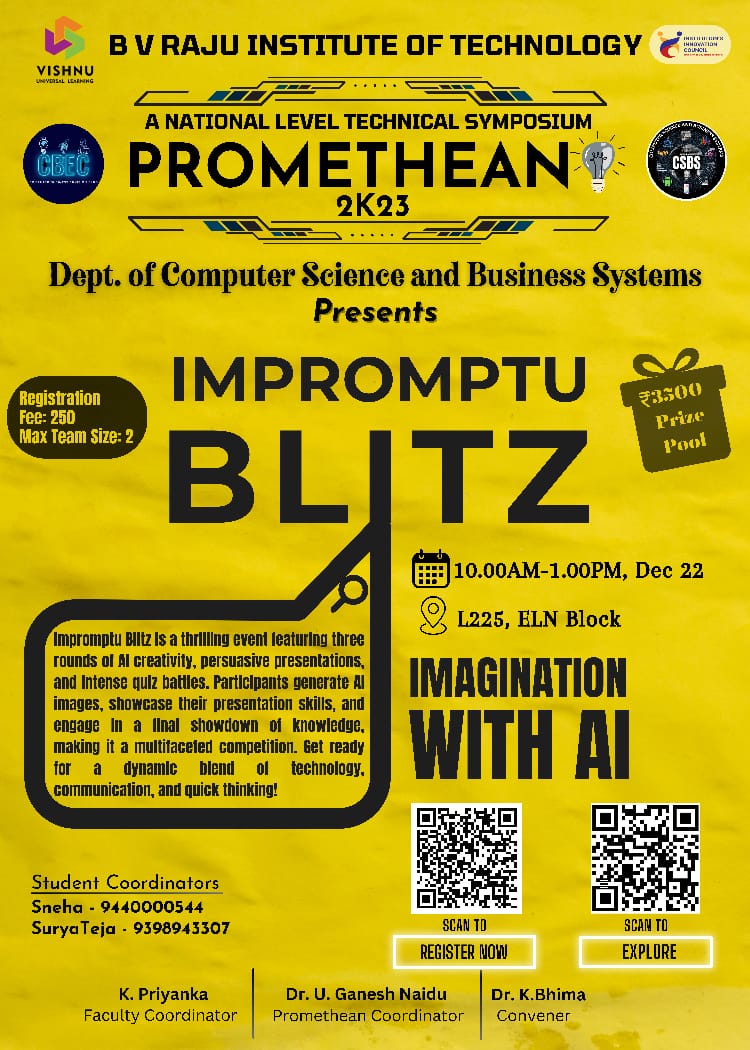 VISHNU
UNIVERSAL LEARNING
B V RAJU INSTITUTE OF TECHNOLOGY
INSTITUTION'S
INNOVATION
COUNCIL
A NATIONAL LEVEL TECHNICAL SYMPOSIUM
CBEC
PROMETHEAN
CSBS
2K23
Dept. of Computer Science and Business Systems
Presents
IMPROMPTU
BLITZ
Registration
Fee: 250
Max Team Size: 2
₹3500
Prize
Pool
10.00AM-1.00PM, Dec 22
L225, ELN Block
Impromptu Blitz is a thrilling event featuring three
rounds of AI creativity, persuasive presentations,
and intense quiz battles. Participants generate AI
images, showcase their presentation skills, and
engage in a final showdown of knowledge,
making it a multifaceted competition. Get ready
for a dynamic blend of technology,
communication, and quick thinking!
IMAGINATION
WITH AI
SCAN TO
REGISTER NOW
SCAN TO
EXPLORE
Student Coordinators
Sneha - 9440000544
SuryaTeja - 9398943307
K. Priyanka
Faculty Coordinator
Dr. U. Ganesh Naidu
Promethean Coordinator
Dr. K.Bhima
Convener